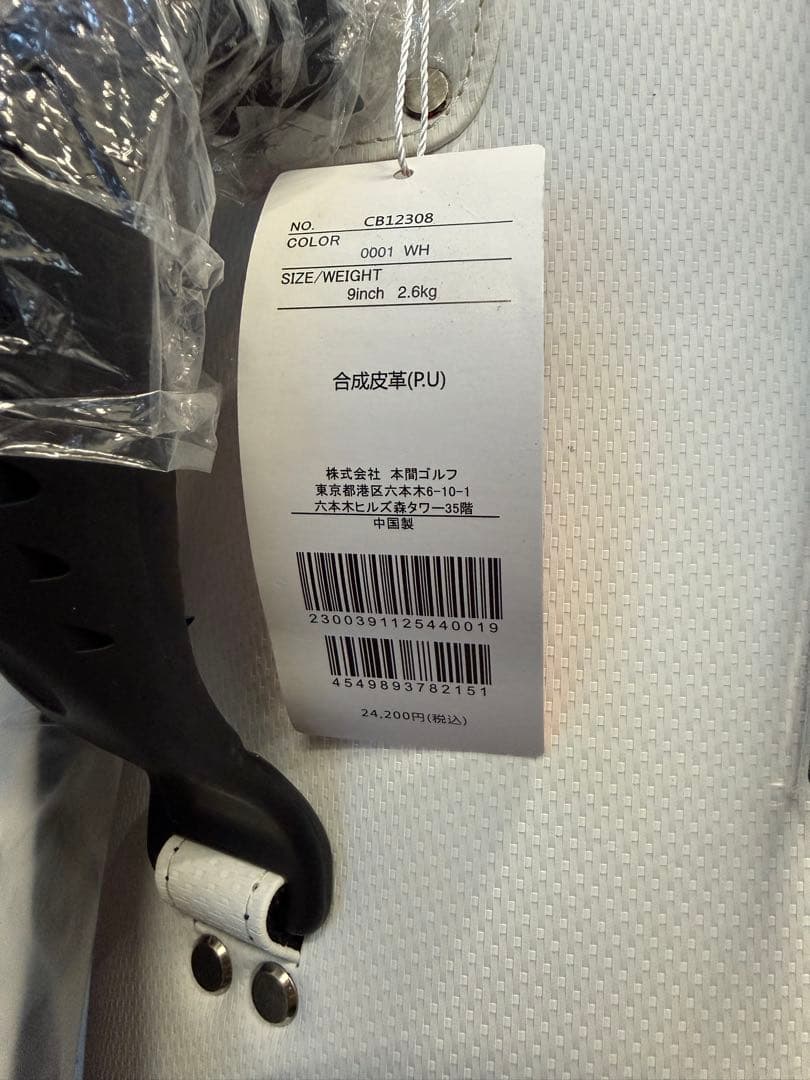 NO. CB12308
COLOR
0001 WH
SIZE/WEIGHT
9inch 2.6kg
合成皮革(P.U)
株式会社 本間ゴルフ
東京都港区六本木6-10-1
六本木ヒルズ森タワー35階
中国製
2300391125440019
4549893782151
24,200円(税込)